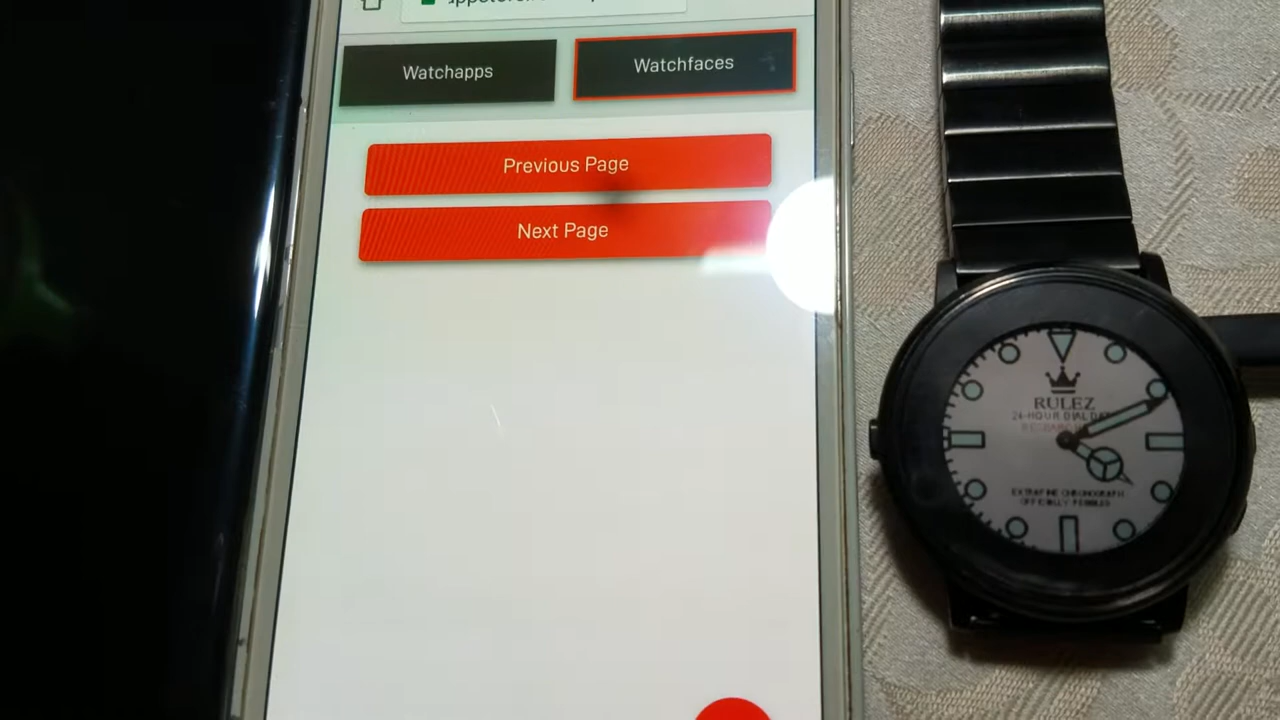 Watchapps
Watchfaces
Previous Page
Next Page
RULEZ
24-HOUR DIAL
EXTRAFINE CHRONOGRAPH
OFFICIALLY PEBBLES